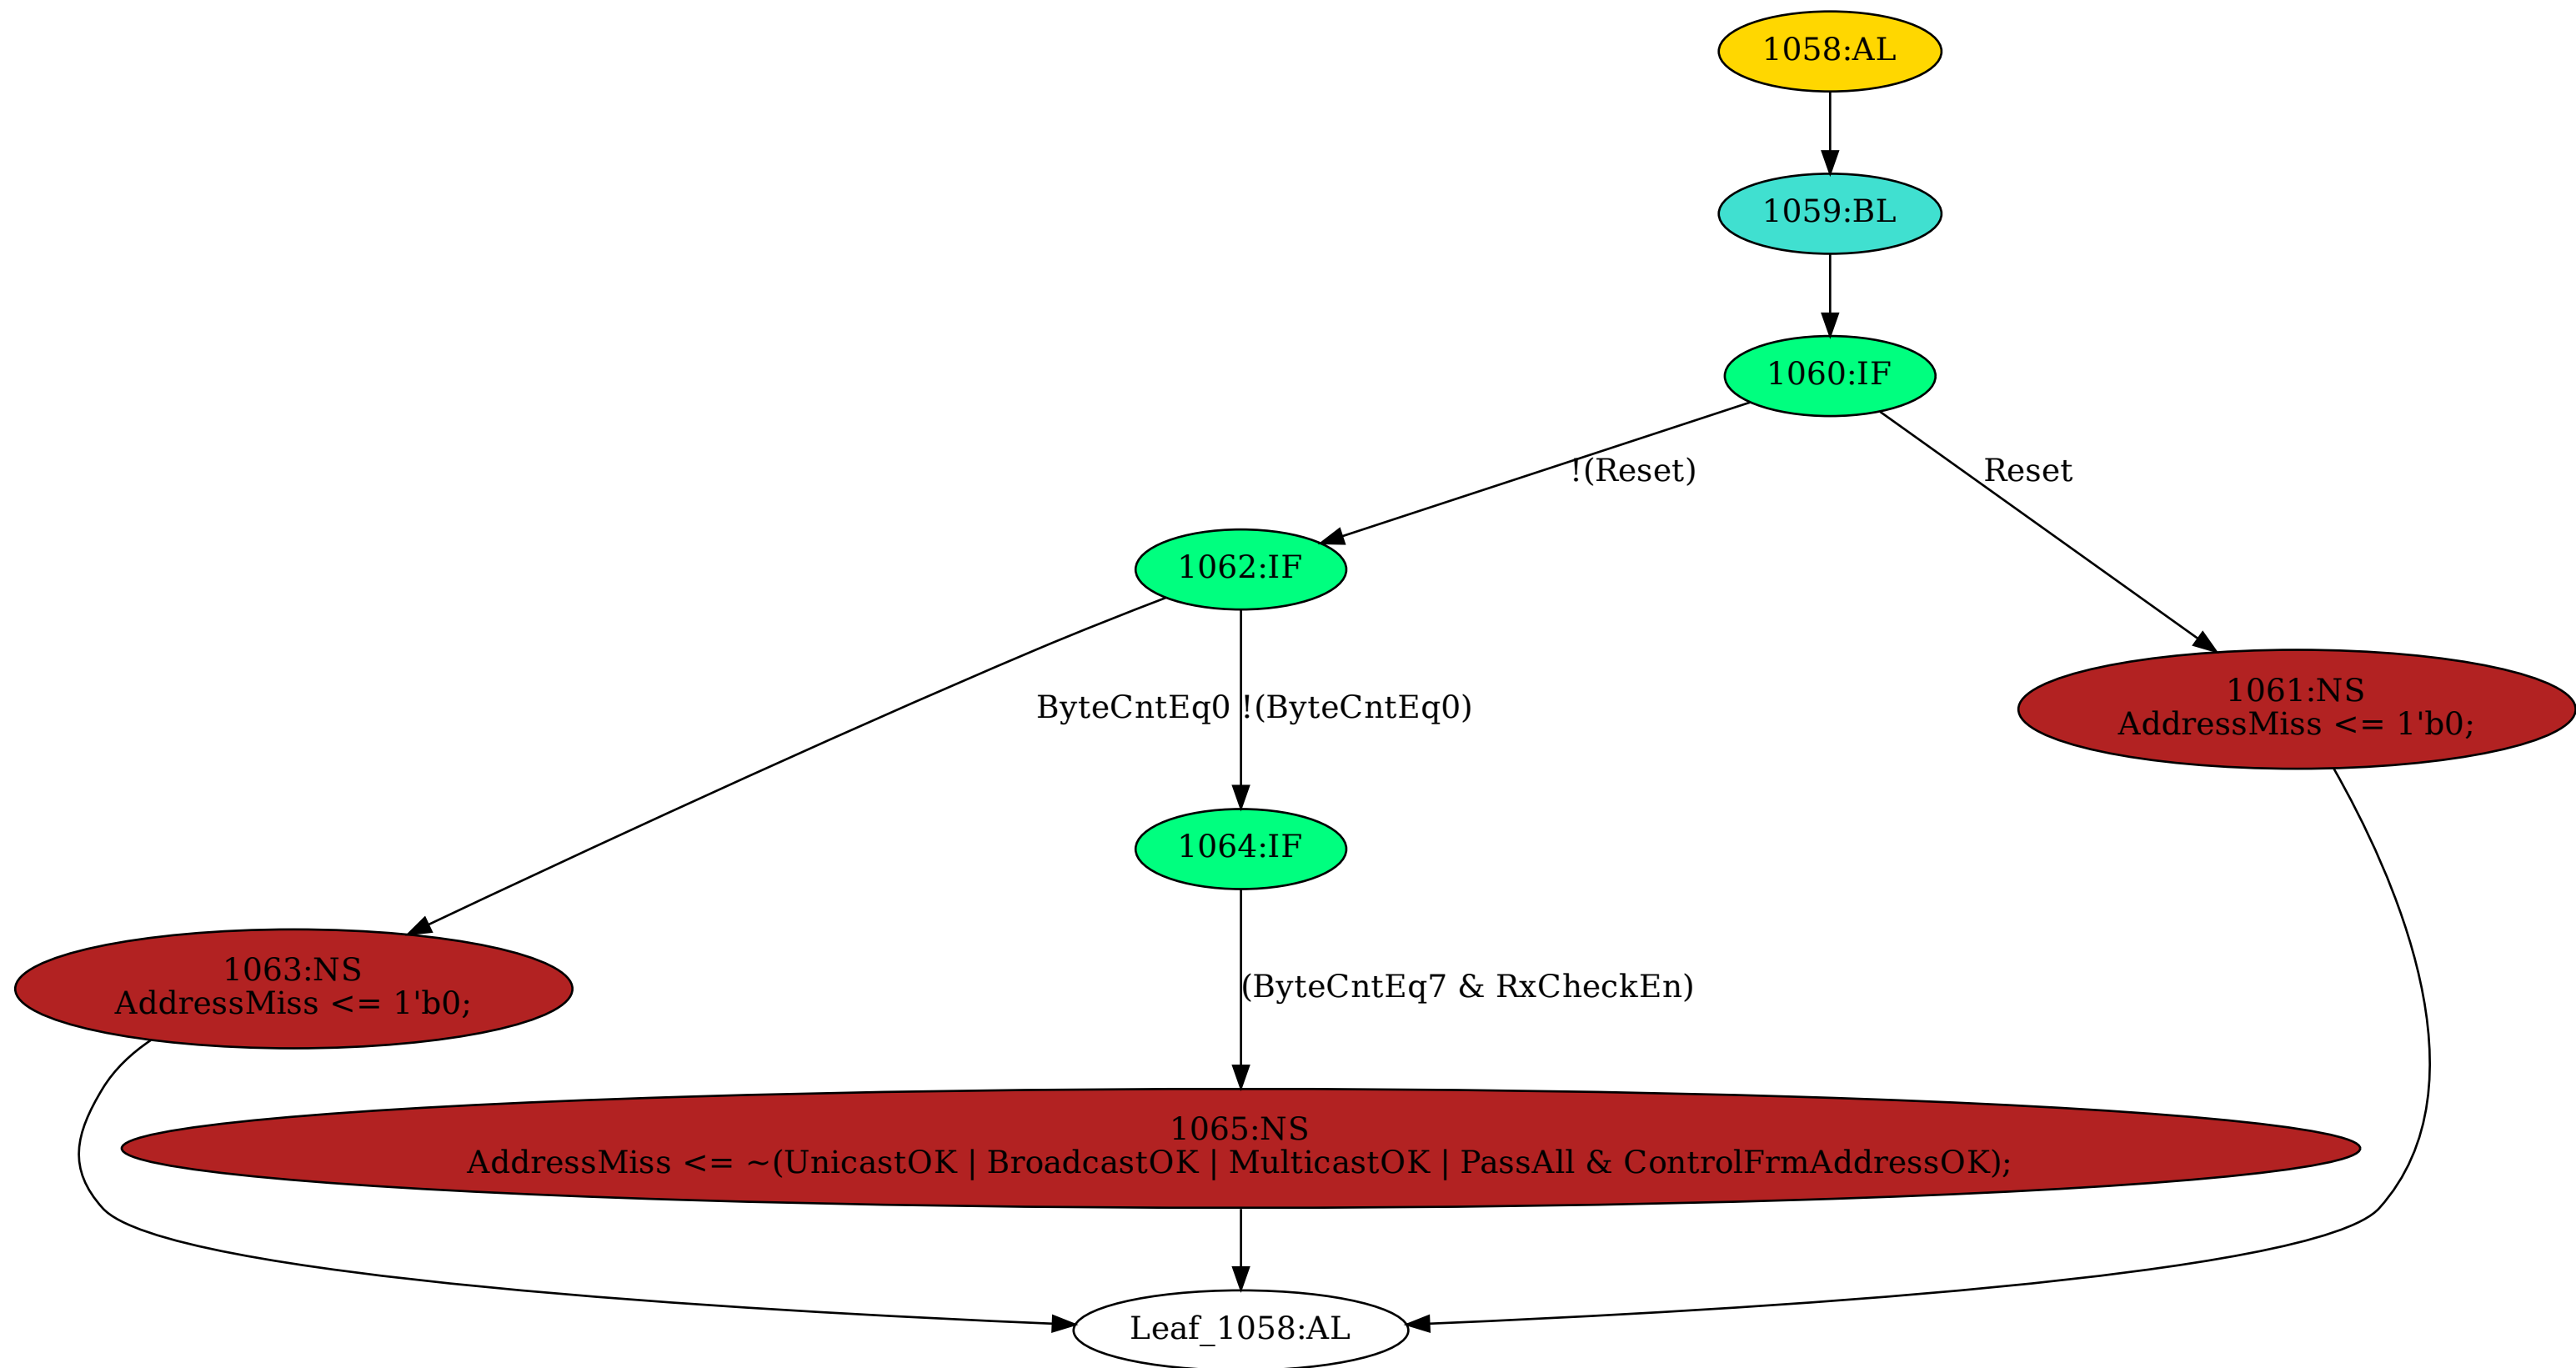 1058:AL
1059:BL
1060:IF
!(Reset)
Reset
1062:IF
ByteCntEq0
!(ByteCntEq0)
1061:NS
AddressMiss <= 1'b0;
1064:IF
1063:NS
AddressMiss <= 1'b0;
(ByteCntEq7 & RxCheckEn)
1065:NS
AddressMiss <= ~(UnicastOK | BroadcastOK | MulticastOK | PassAll & ControlFrmAddressOK);
Leaf_1058:AL